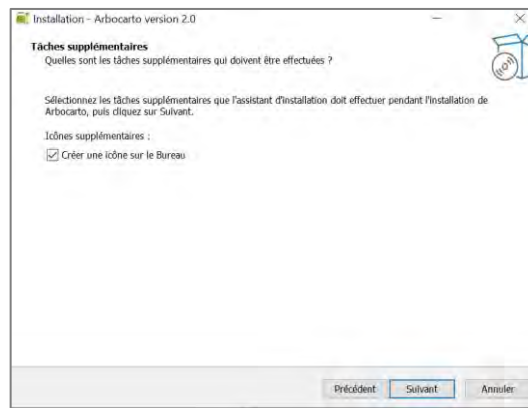 Installation - Arbocarto version 2.0
Tâches supplémentaires
Quelles sont les tâches supplémentaires qui doivent être effectuées ?
Sélectionnez les tâches supplémentaires que l'assistant d'installation doit effectuer pendant l'installation de
Arbocarto, puis cliquez sur Suivant.
Icônes supplémentaires :
Créer une icône sur le Bureau
Précédent Suivant Annuler